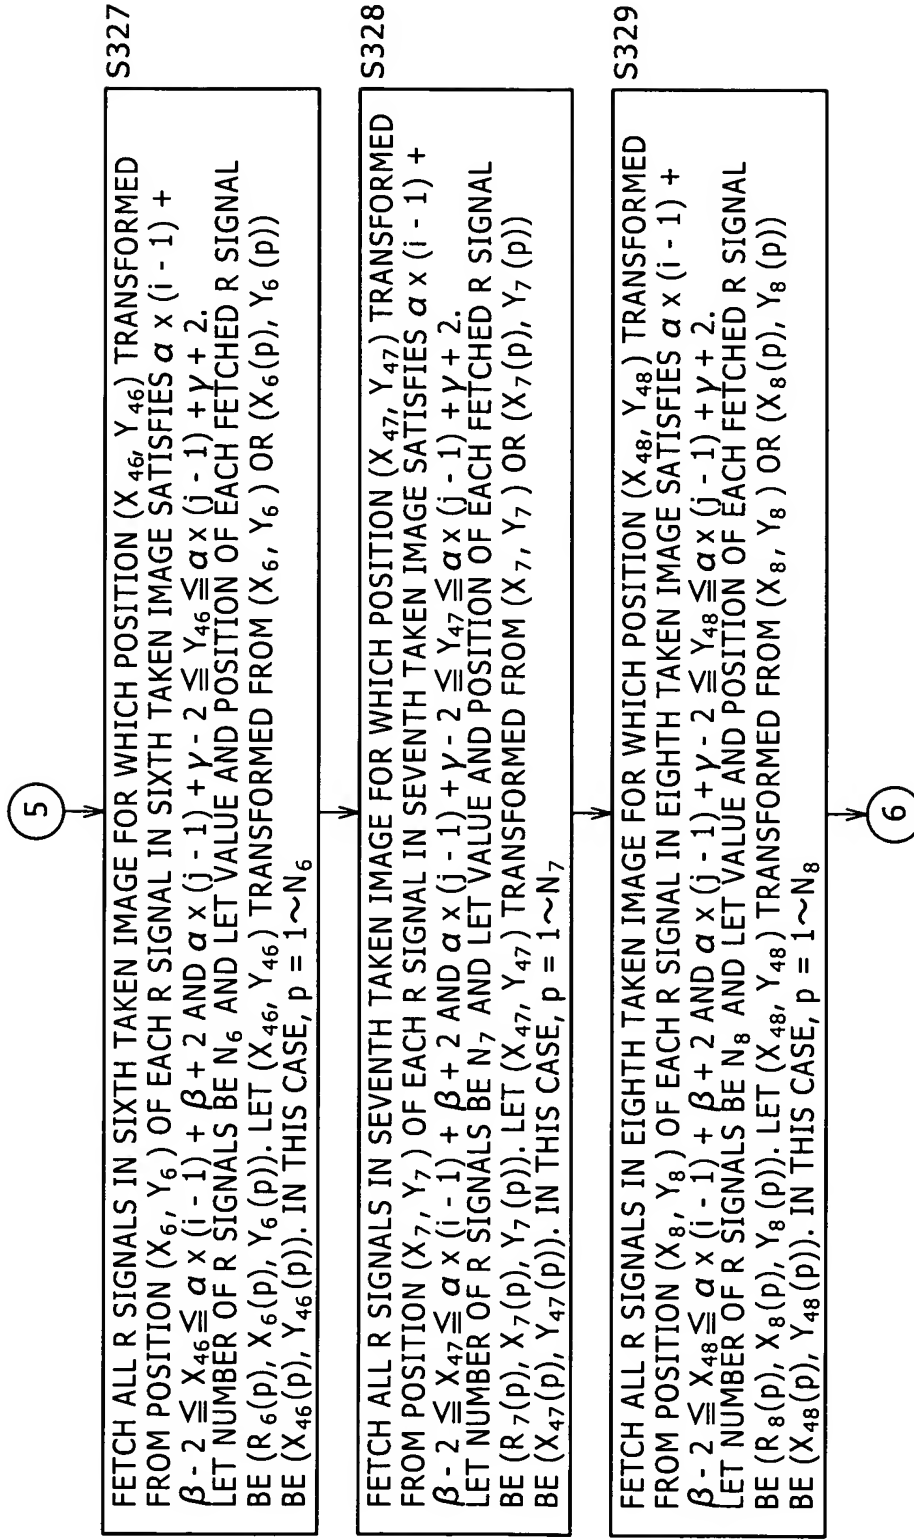 5
S327
FETCH ALL R SIGNALS IN SIXTH TAKEN IMAGE FOR WHICH POSITION (X₄₆, Y₄₆) TRANSFORMED
FROM POSITION (X₆, Y₆) OF EACH R SIGNAL IN SIXTH TAKEN IMAGE SATISFIES α x (i - 1) +
β - 2 ≦ X₄₆ ≦ α x (i - 1) + β + 2 AND α x (j - 1) + γ - 2 ≦ Y₄₆ ≦ α x (j - 1) + γ + 2.
LET NUMBER OF R SIGNALS BE N₆ AND LET VALUE AND POSITION OF EACH FETCHED R SIGNAL
BE (R₆(p), X₆(p), Y₆(p)). LET (X₄₆, Y₄₆) TRANSFORMED FROM (X₆, Y₆) OR (X₆(p), Y₆(p))
BE (X₄₆(p), Y₄₆(p)). IN THIS CASE, p = 1~N₆
S328
FETCH ALL R SIGNALS IN SEVENTH TAKEN IMAGE FOR WHICH POSITION (X₄₇, Y₄₇) TRANSFORMED
FROM POSITION (X₇, Y₇) OF EACH R SIGNAL IN SEVENTH TAKEN IMAGE SATISFIES α x (i - 1) +
β - 2 ≦ X₄₇ ≦ α x (i - 1) + β + 2 AND α x (j - 1) + γ - 2 ≦ Y₄₇ ≦ α x (j - 1) + γ + 2.
LET NUMBER OF R SIGNALS BE N₇ AND LET VALUE AND POSITION OF EACH FETCHED R SIGNAL
BE (R₇(p), X₇(p), Y₇(p)). LET (X₄₇, Y₄₇) TRANSFORMED FROM (X₇, Y₇) OR (X₇(p), Y₇(p))
BE (X₄₇(p), Y₄₇(p)). IN THIS CASE, p = 1~N₇
S329
FETCH ALL R SIGNALS IN EIGHTH TAKEN IMAGE FOR WHICH POSITION (X₄₈, Y₄₈) TRANSFORMED
FROM POSITION (X₈, Y₈) OF EACH R SIGNAL IN EIGHTH TAKEN IMAGE SATISFIES α x (i - 1) +
β - 2 ≦ X₄₈ ≦ α x (i - 1) + β + 2 AND α x (j - 1) + γ - 2 ≦ Y₄₈ ≦ α x (j - 1) + γ + 2.
LET NUMBER OF R SIGNALS BE N₈ AND LET VALUE AND POSITION OF EACH FETCHED R SIGNAL
BE (R₈(p), X₈(p), Y₈(p)). LET (X₄₈, Y₄₈) TRANSFORMED FROM (X₈, Y₈) OR (X₈(p), Y₈(p))
BE (X₄₈(p), Y₄₈(p)). IN THIS CASE, p = 1~N₈
6